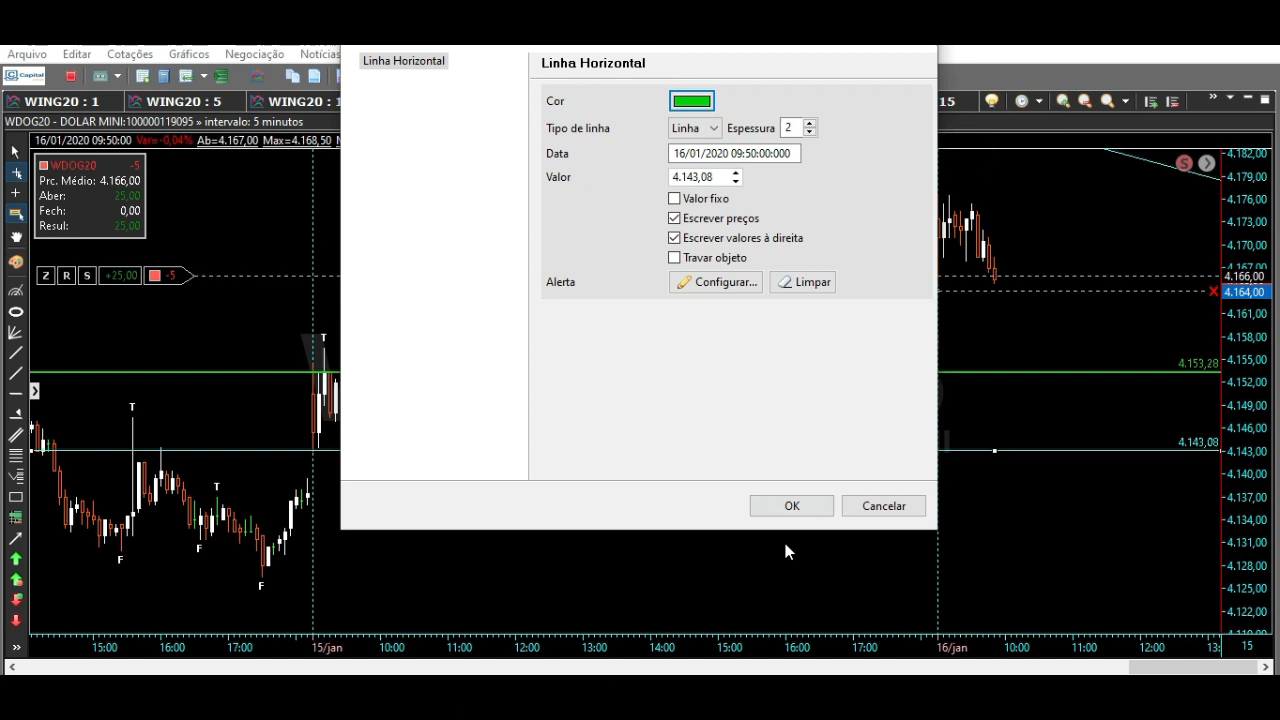 Arquivo Editar Cotações Gráficos Negociação Notícias
Capital
WING20 : 1 WING20 : 5 WING20 : 1 15
WDOG20 - DOLAR MINI:100000119095 » intervalo: 5 minutos
16/01/2020 09:50:00 Var=-0,04% Ab=4.167,00 Max=4.168,50
WDOG20 -5
Prc. Médio: 4.166,00
Aber: 25,00
Fech: 0,00
Resul: 25,00
Z R S +25,00 -5
Linha Horizontal
Linha Horizontal
Cor
Tipo de linha Linha Espessura 2
Data 16/01/2020 09:50:00:000
Valor 4.143,08
Valor fixo
Escrever preços
Escrever valores à direita
Travar objeto
Alerta Configurar... Limpar
OK Cancelar
S
4.182,00
4.179,00
4.176,00
4.173,00
4.170,00
4.167,00
4.166,00
4.164,00
4.161,00
4.158,00
4.155,00
4.152,00
4.149,00
4.146,00
4.143,00
4.140,00
4.137,00
4.134,00
4.131,00
4.128,00
4.125,00
4.122,00
4.153,28
4.143,08
T
T
T
F
F
F
15:00 16:00 17:00 15/jan 10:00 11:00 12:00 13:00 14:00 15:00 16:00 17:00 16/jan 10:00 11:00 12:00 13: 15